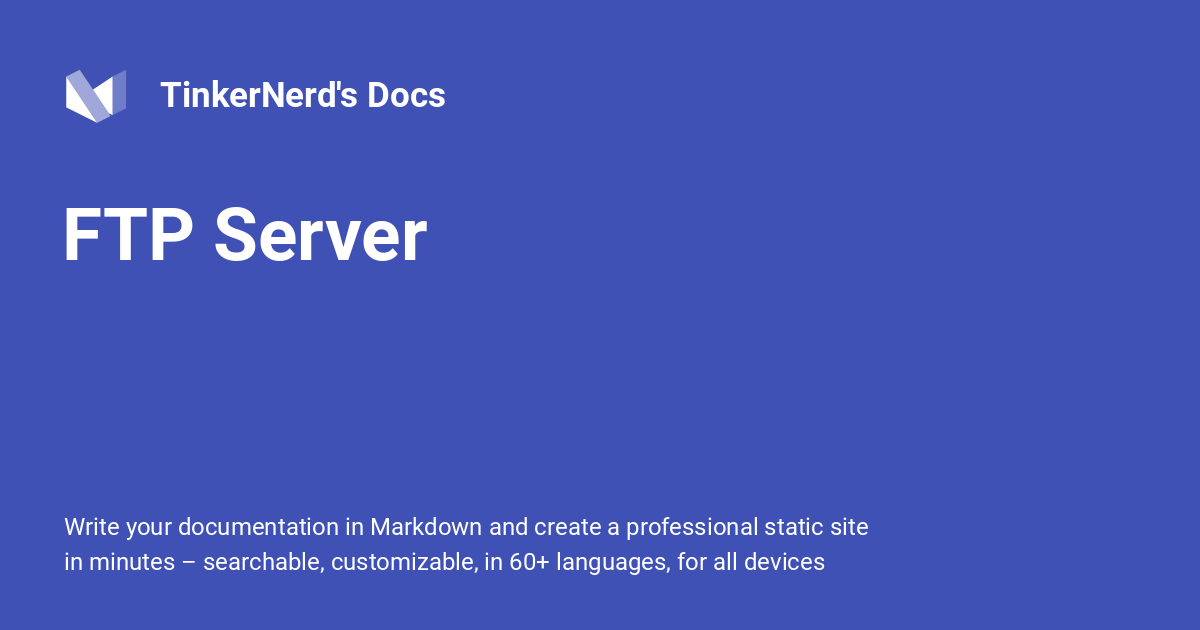 TinkerNerd's Docs
FTP Server
Write your documentation in Markdown and create a professional static site
in minutes – searchable, customizable, in 60+ languages, for all devices